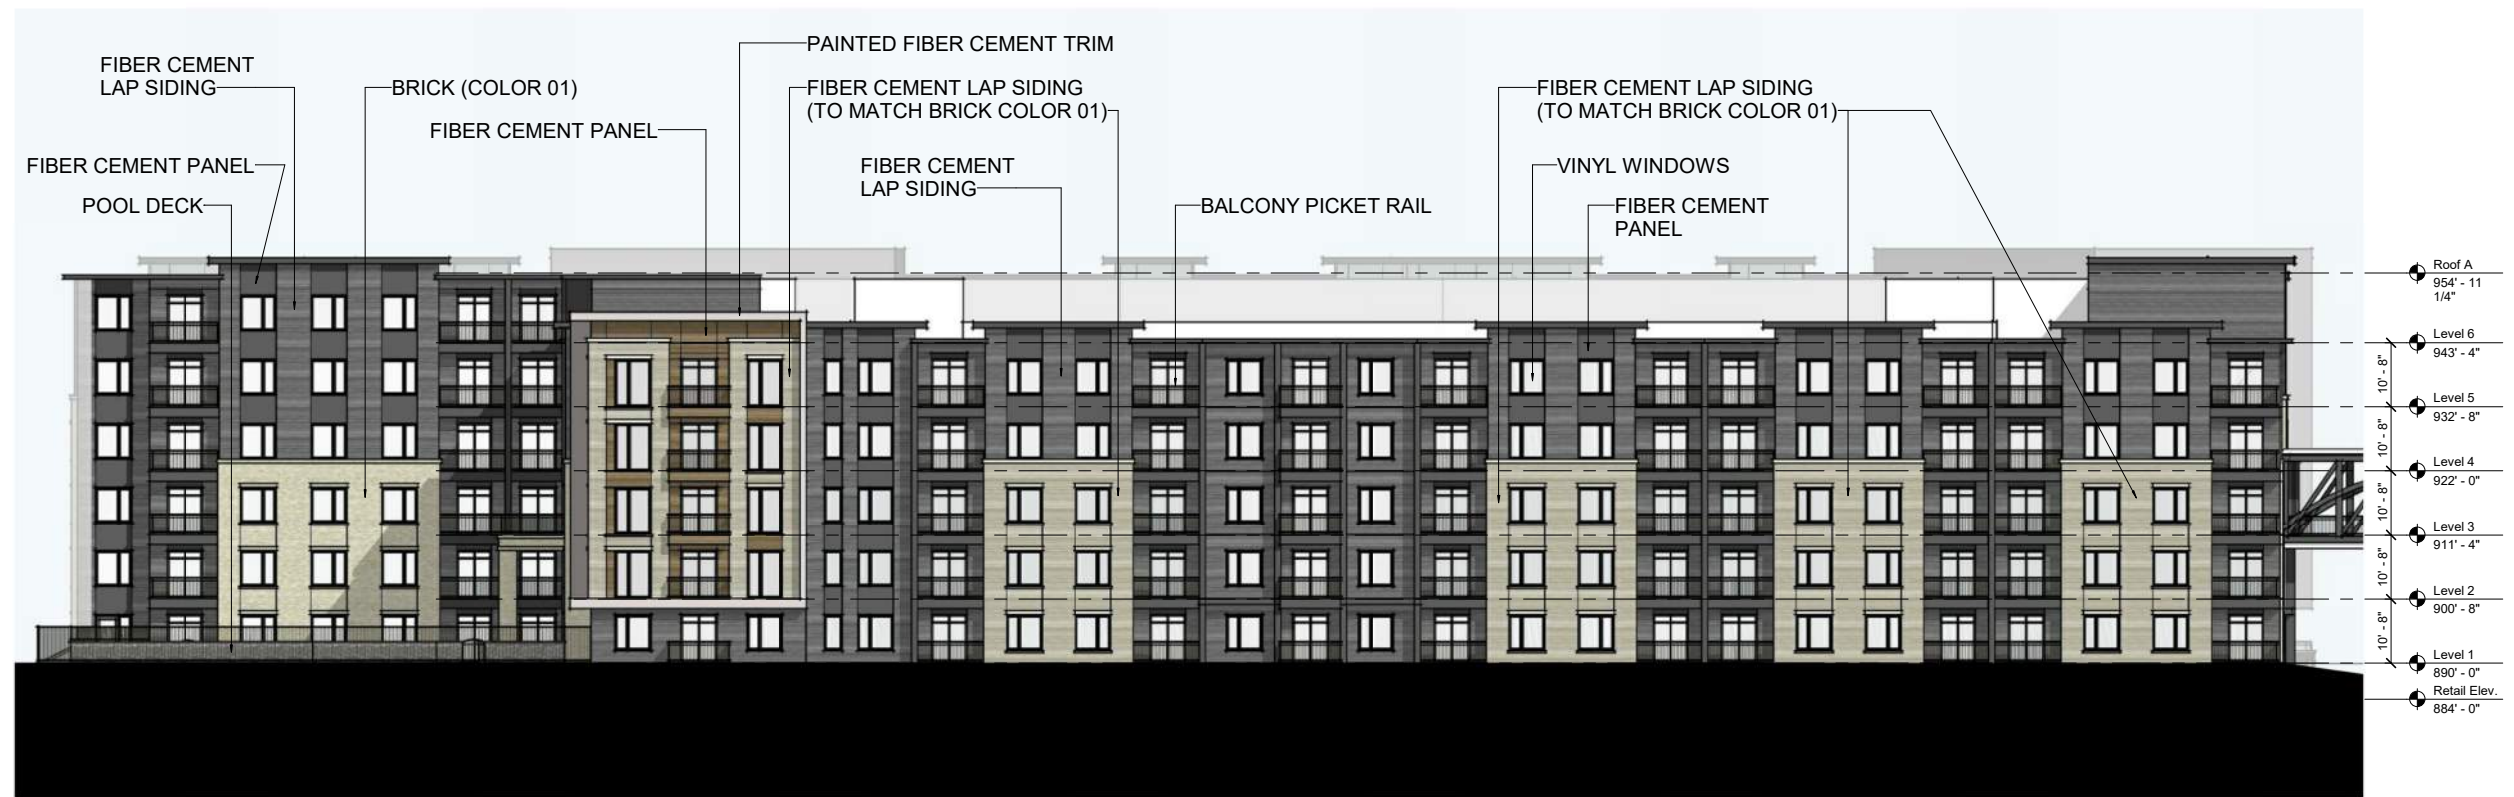 PAINTED FIBER CEMENT TRIM
FIBER CEMENT
LAP SIDING
BRICK (COLOR 01)
FIBER CEMENT LAP SIDING
(TO MATCH BRICK COLOR 01)
FIBER CEMENT LAP SIDING
(TO MATCH BRICK COLOR 01)
FIBER CEMENT PANEL
FIBER CEMENT PANEL
FIBER CEMENT
LAP SIDING
VINYL WINDOWS
POOL DECK
BALCONY PICKET RAIL
FIBER CEMENT
PANEL
Roof A
954' - 11
1/4"
Level 6
943' - 4"
10' - 8"
Level 5
932' - 8"
10' - 8"
Level 4
922' - 0"
10' - 8"
Level 3
911' - 4"
10' - 8"
Level 2
900' - 8"
10' - 8"
Level 1
890' - 0"
Retail Elev.
884' - 0"